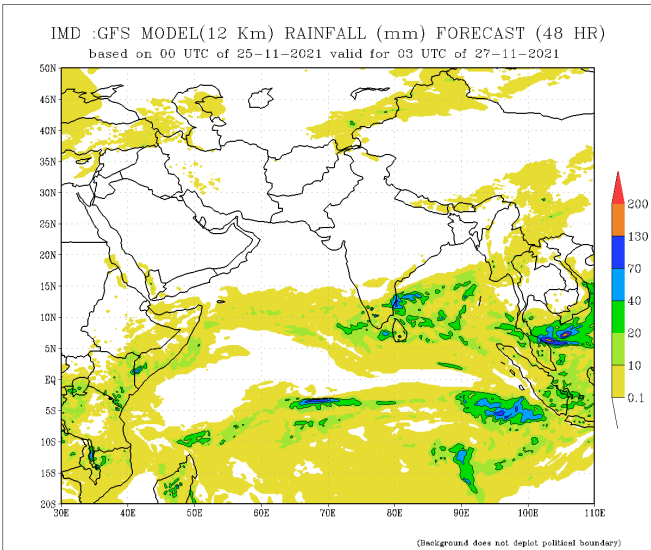 IMD :GFS MODEL(12 Km) RAINFALL (mm) FORECAST (48 HR)
based on 00 UTC of 25-11-2021 valid for 03 UTC of 27-11-2021
50N
45N
40N
35N
30N
25N
20N
15N
10N
5N
EQ
5S
10S
15S
20S
30E
40E
50E
60E
70E
80E
90E
100E
110E
200
130
70
40
20
10
0.1
(Background does not depict political boundary)